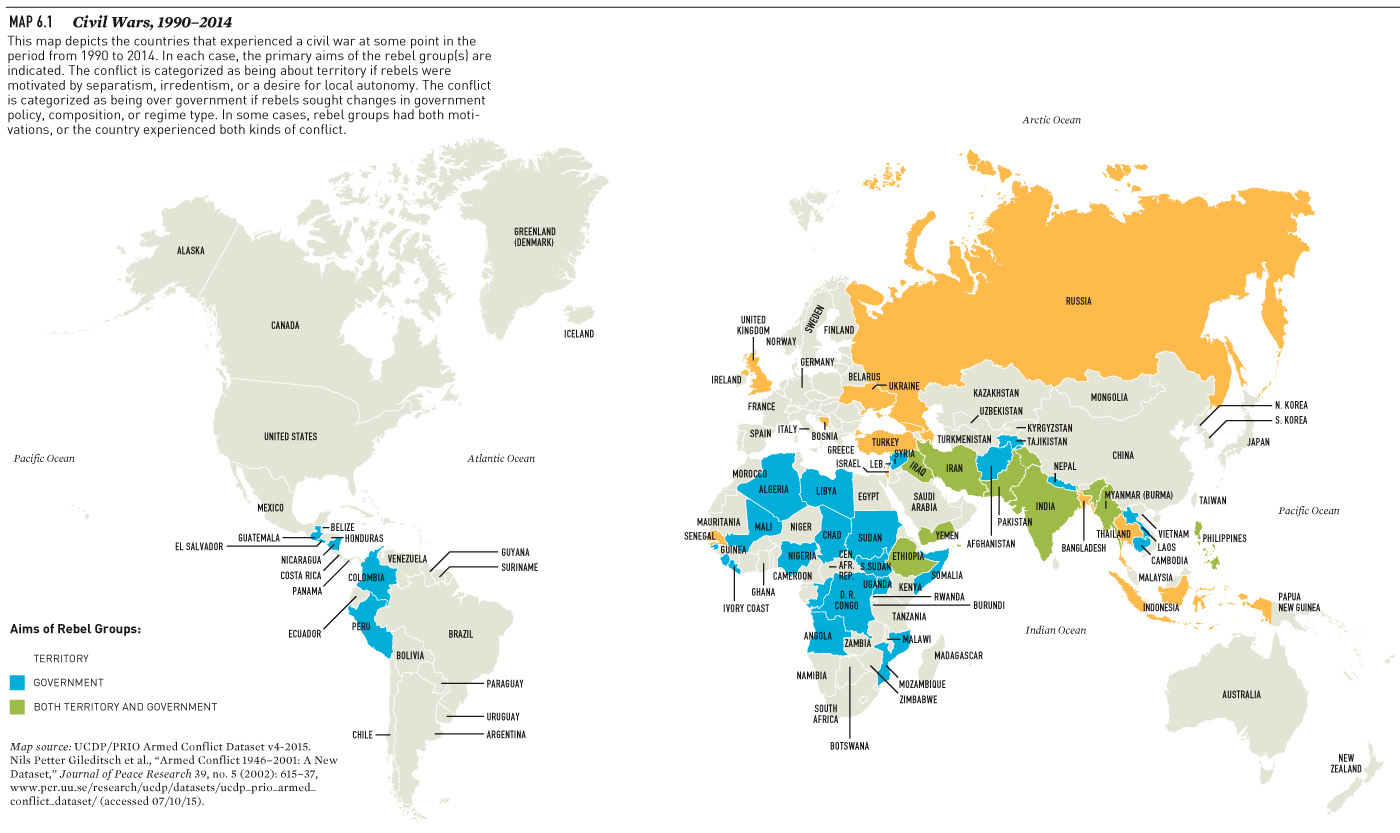 MAP 6.1 Civil Wars, 1990–2014
This map depicts the countries that experienced a civil war at some point in the
period from 1990 to 2014. In each case, the primary aims of the rebel group(s) are
indicated. The conflict is categorized as being about territory if rebels were
motivated by separatism, irredentism, or a desire for local autonomy. The conflict
is categorized as being over government if rebels sought changes in government
policy, composition, or regime type. In some cases, rebel groups had both moti-
vations, or the country experienced both kinds of conflict.
Arctic Ocean
GREENLAND
(DENMARK)
ALASKA
CANADA
ICELAND
UNITED STATES
Pacific Ocean
Atlantic Ocean
MEXICO
BELIZE
GUATEMALA
HONDURAS
EL SALVADOR
NICARAGUA
COSTA RICA
PANAMA
VENEZUELA
GUYANA
SURINAME
COLOMBIA
ECUADOR
PERU
BRAZIL
BOLIVIA
PARAGUAY
URUGUAY
CHILE
ARGENTINA
RUSSIA
UNITED
KINGDOM
NORWAY
SWEDEN
FINLAND
GERMANY
IRELAND
BELARUS
UKRAINE
FRANCE
KAZAKHSTAN
MONGOLIA
UZBEKISTAN
N. KOREA
S. KOREA
SPAIN
ITALY
BOSNIA
KYRGYZSTAN
TURKMENISTAN
TAJIKISTAN
JAPAN
GREECE
TURKEY
SYRIA
ISRAEL
LEB.
IRAQ
IRAN
CHINA
NEPAL
MOROCCO
ALGERIA
LIBYA
EGYPT
SAUDI
ARABIA
INDIA
MYANMAR (BURMA)
TAIWAN
Pacific Ocean
MAURITANIA
MALI
NIGER
CHAD
SUDAN
YEMEN
PAKISTAN
AFGHANISTAN
BANGLADESH
THAILAND
VIETNAM
LAOS
CAMBODIA
PHILIPPINES
SENEGAL
GUINEA
NIGERIA
CEN.
AFR.
REP.
S.SUDAN
ETHIOPIA
SOMALIA
CAMEROON
GHANA
IVORY COAST
UGANDA
KENYA
MALAYSIA
INDONESIA
PAPUA
NEW GUINEA
D. R.
CONGO
RWANDA
BURUNDI
TANZANIA
Indian Ocean
ANGOLA
ZAMBIA
MALAWI
MADAGASCAR
NAMIBIA
MOZAMBIQUE
ZIMBABWE
SOUTH
AFRICA
BOTSWANA
AUSTRALIA
NEW
ZEALAND
Aims of Rebel Groups:
TERRITORY
GOVERNMENT
BOTH TERRITORY AND GOVERNMENT
Map source: UCDP/PRIO Armed Conflict Dataset v4-2015.
Nils Petter Gileditsch et al., “Armed Conflict 1946–2001: A New
Dataset,” Journal of Peace Research 39, no. 5 (2002): 615–37,
www.pcr.uu.se/research/ucdp/datasets/ucdp_prio_armed_
conflict_dataset/ (accessed 07/10/15).